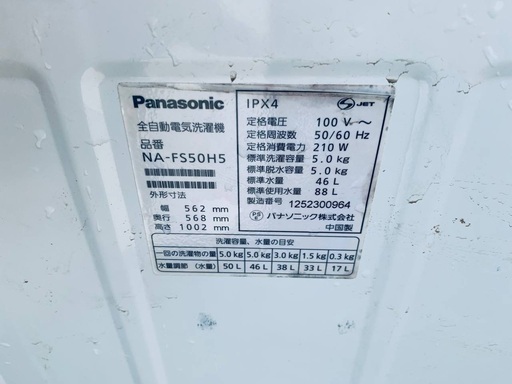 Panasonic
全自動電気洗濯機
品番
NA-FS50H5
外形寸法
幅 562 mm
奥行 568 mm
高さ 1002 mm
IPX4 S JET
定格電圧 100 V ～
定格周波数 50/60 Hz
定格消費電力 210 W
標準洗濯容量 5.0 kg
標準脱水容量 5.0 kg
標準水量 46 L
標準使用水量 88 L
製造番号 1252300964
PS E パナソニック株式会社
中国製
洗濯容量、水量の目安
一回の洗濯物の量 5.0 kg 5.0 kg 3.0 kg 1.5 kg 0.3 kg
水量調節（水量） 50 L 46 L 38 L 33 L 17 L